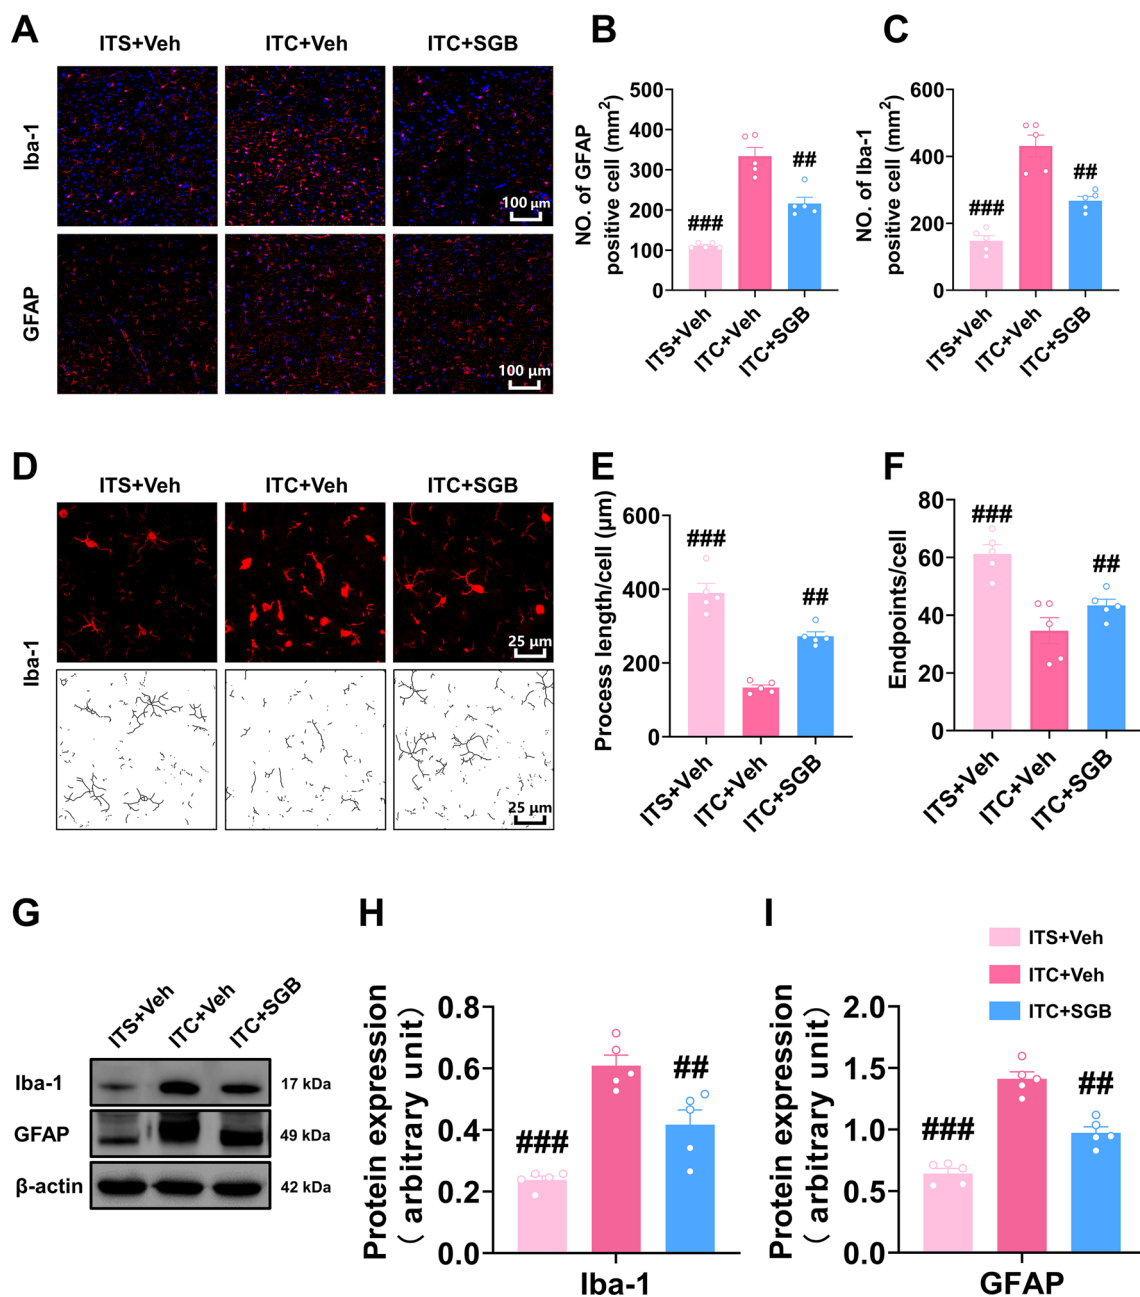 A
ITS+Veh
ITC+Veh
ITC+SGB
Iba-1
100 μm
GFAP
100 μm
B
NO. of GFAP
positive cell (mm²)
500
400
300
200
100
0
###
##
ITS+Veh
ITC+Veh
ITC+SGB
C
NO. of Iba-1
positive cell (mm²)
600
400
200
0
###
##
ITS+Veh
ITC+Veh
ITC+SGB
D
ITS+Veh
ITC+Veh
ITC+SGB
Iba-1
25 μm
25 μm
E
Process length/cell (μm)
600
400
200
0
###
##
ITS+Veh
ITC+Veh
ITC+SGB
F
Endpoints/cell
80
60
40
20
0
###
##
ITS+Veh
ITC+Veh
ITC+SGB
G
ITS+Veh
ITC+Veh
ITC+SGB
Iba-1
17 kDa
GFAP
49 kDa
β-actin
42 kDa
H
Protein expression
( arbitrary unit)
0.8
0.6
0.4
0.2
0.0
###
##
Iba-1
I
ITS+Veh
ITC+Veh
ITC+SGB
Protein expression
( arbitrary unit)
2.0
1.5
1.0
0.5
0.0
###
##
GFAP